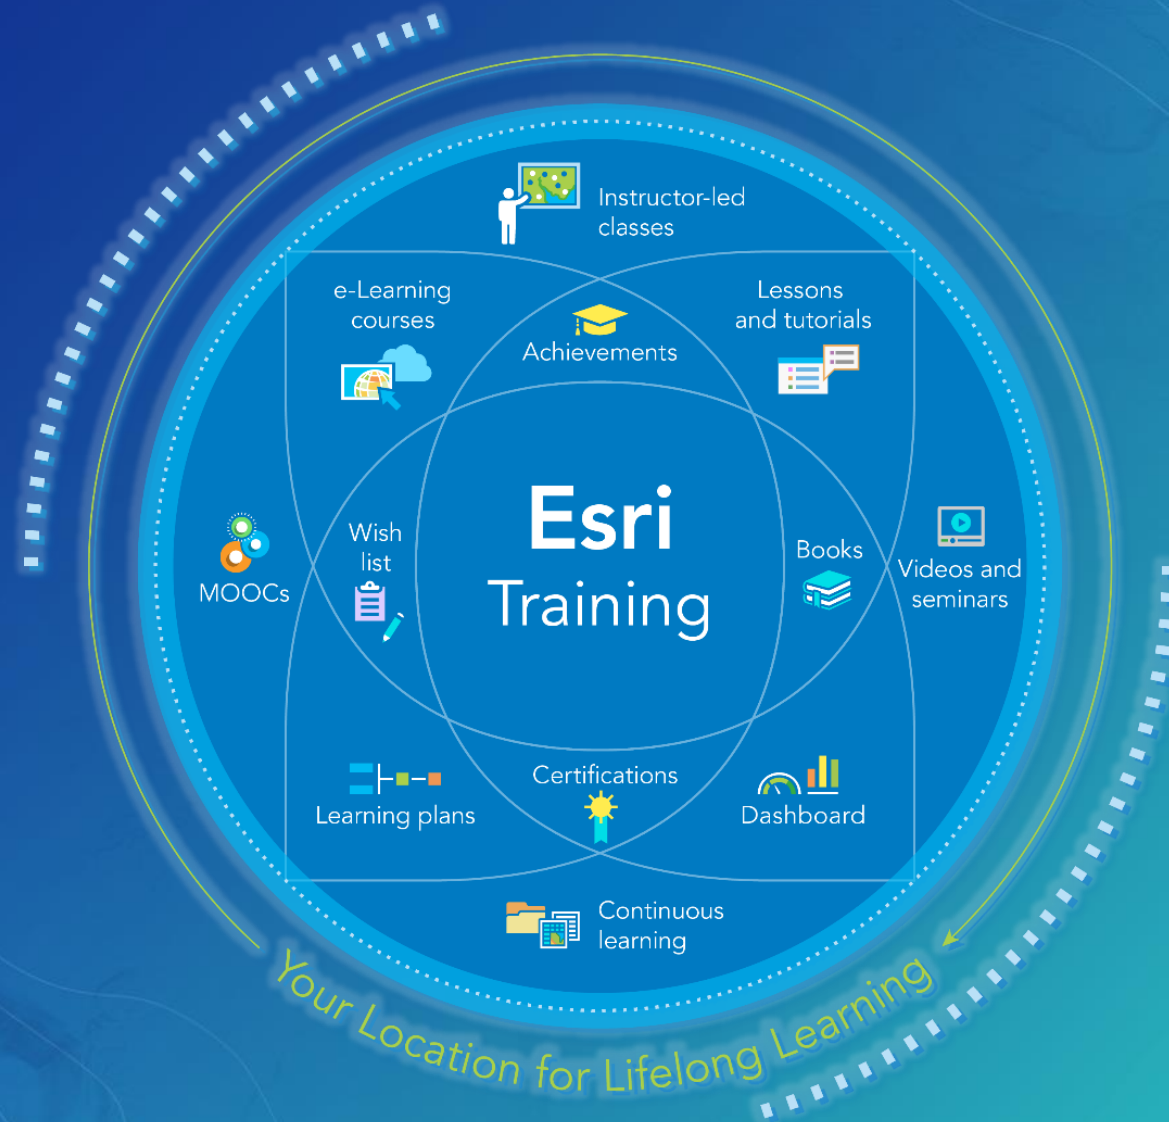 Instructor-led
classes
e-Learning
courses
Achievements
Lessons
and tutorials
Esri
Training
MOOCs
Wish
list
Books
Videos and
seminars
Learning plans
Certifications
Dashboard
Continuous
learning
Your Location for Lifelong Learning